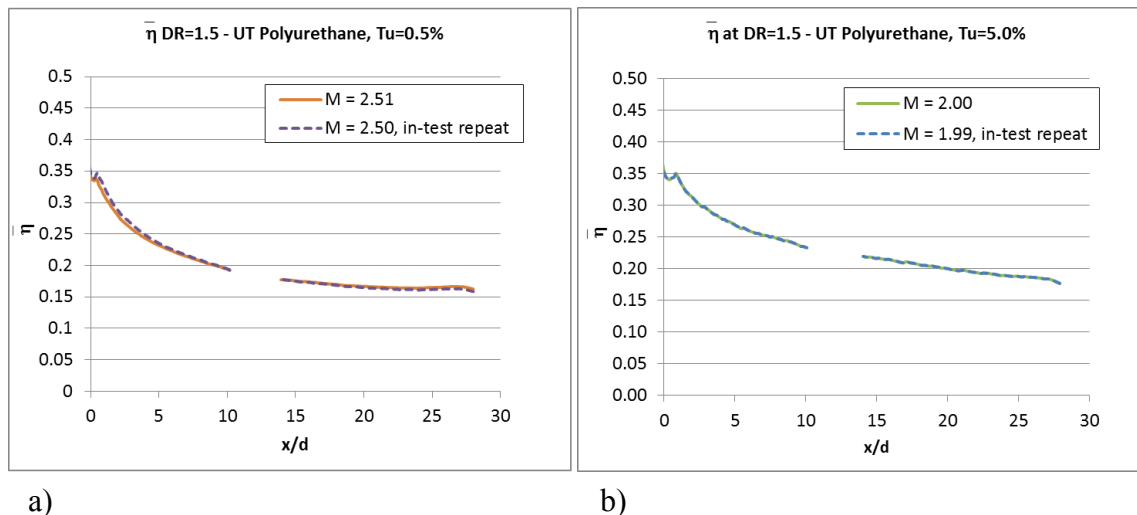 η̅ DR=1.5 - UT Polyurethane, Tu=0.5%
0.5
0.45
0.4
0.35
0.3
0.25
0.2
0.15
0.1
0.05
0
η̅
M = 2.51
M = 2.50, in-test repeat
0 5 10 15 20 25 30
x/d
a)
η̅ at DR=1.5 - UT Polyurethane, Tu=5.0%
0.50
0.45
0.40
0.35
0.30
0.25
0.20
0.15
0.10
0.05
0.00
η̅
M = 2.00
M = 1.99, in-test repeat
0 5 10 15 20 25 30
x/d
b)